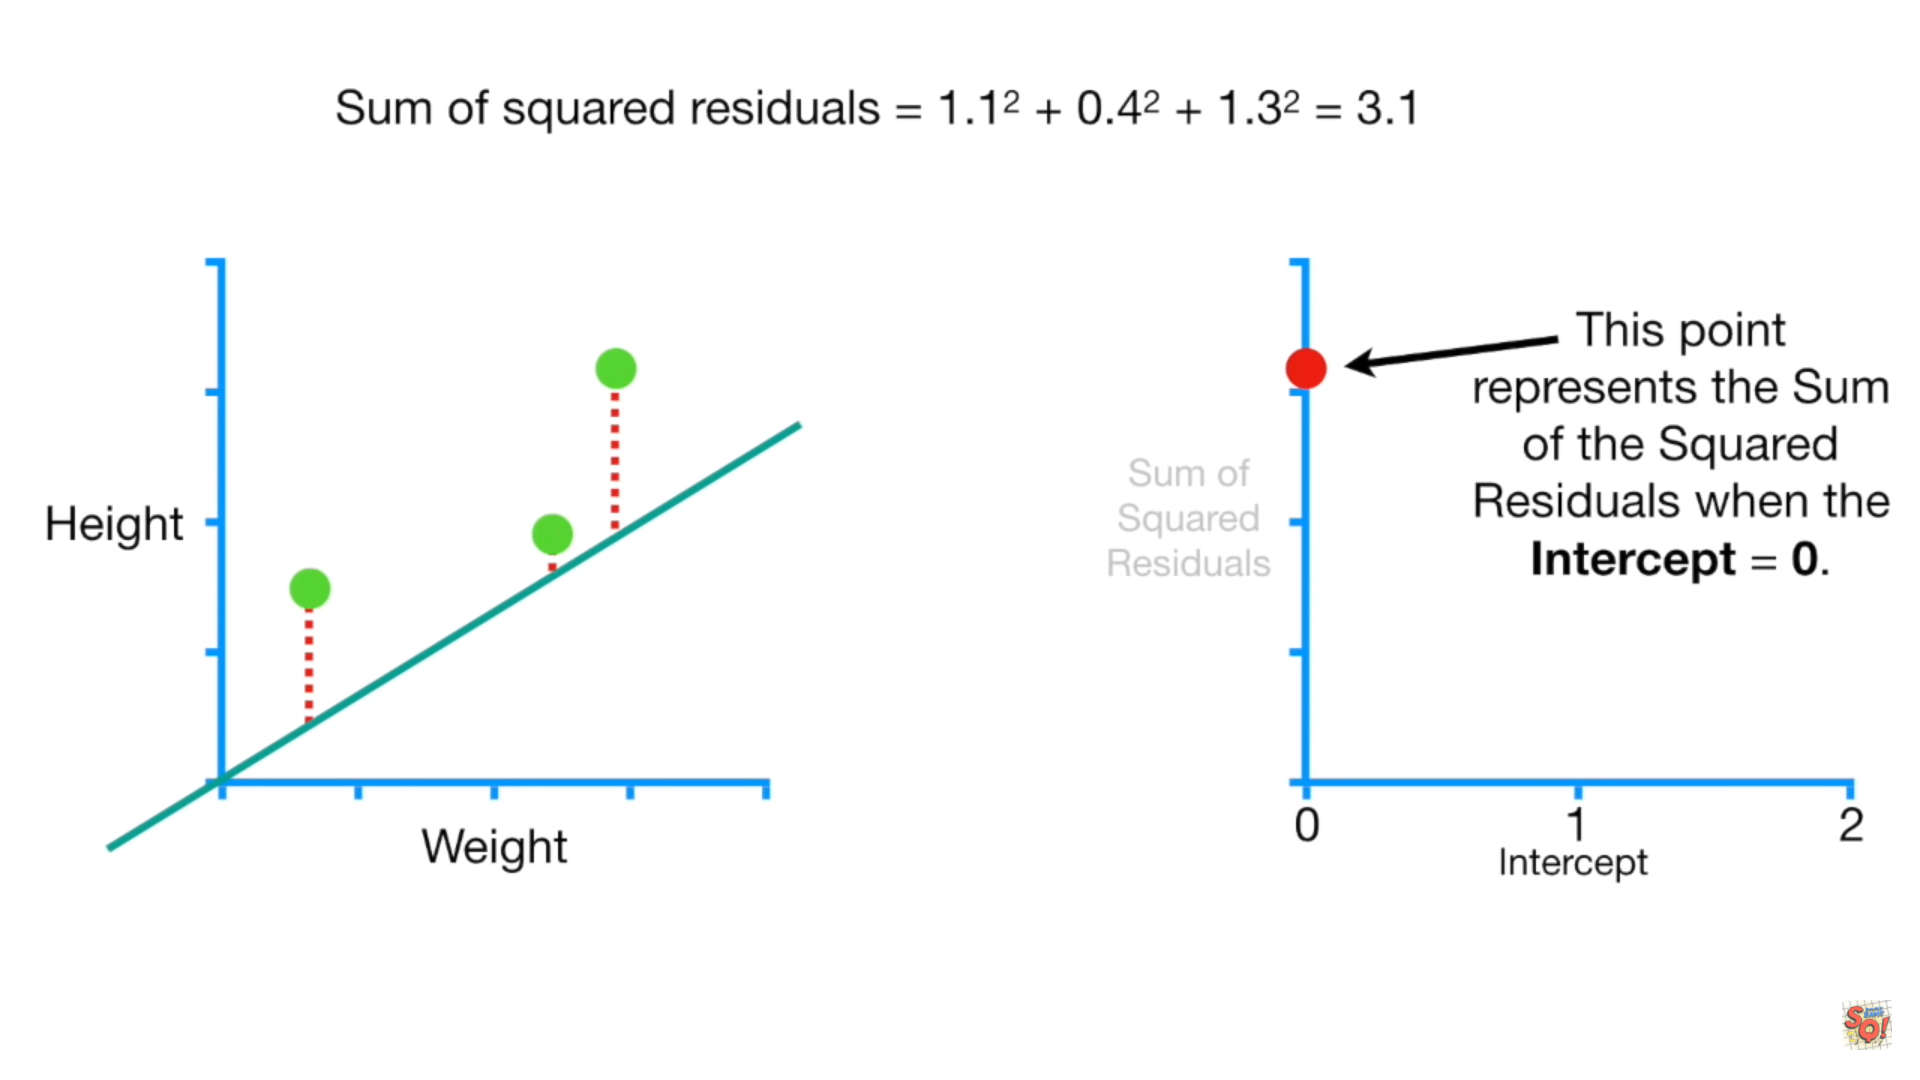 Sum of squared residuals = 1.1² + 0.4² + 1.3² = 3.1
Height
Weight
Sum of
Squared
Residuals
This point
represents the Sum
of the Squared
Residuals when the
Intercept = 0.
0 1 2
Intercept
SQ!